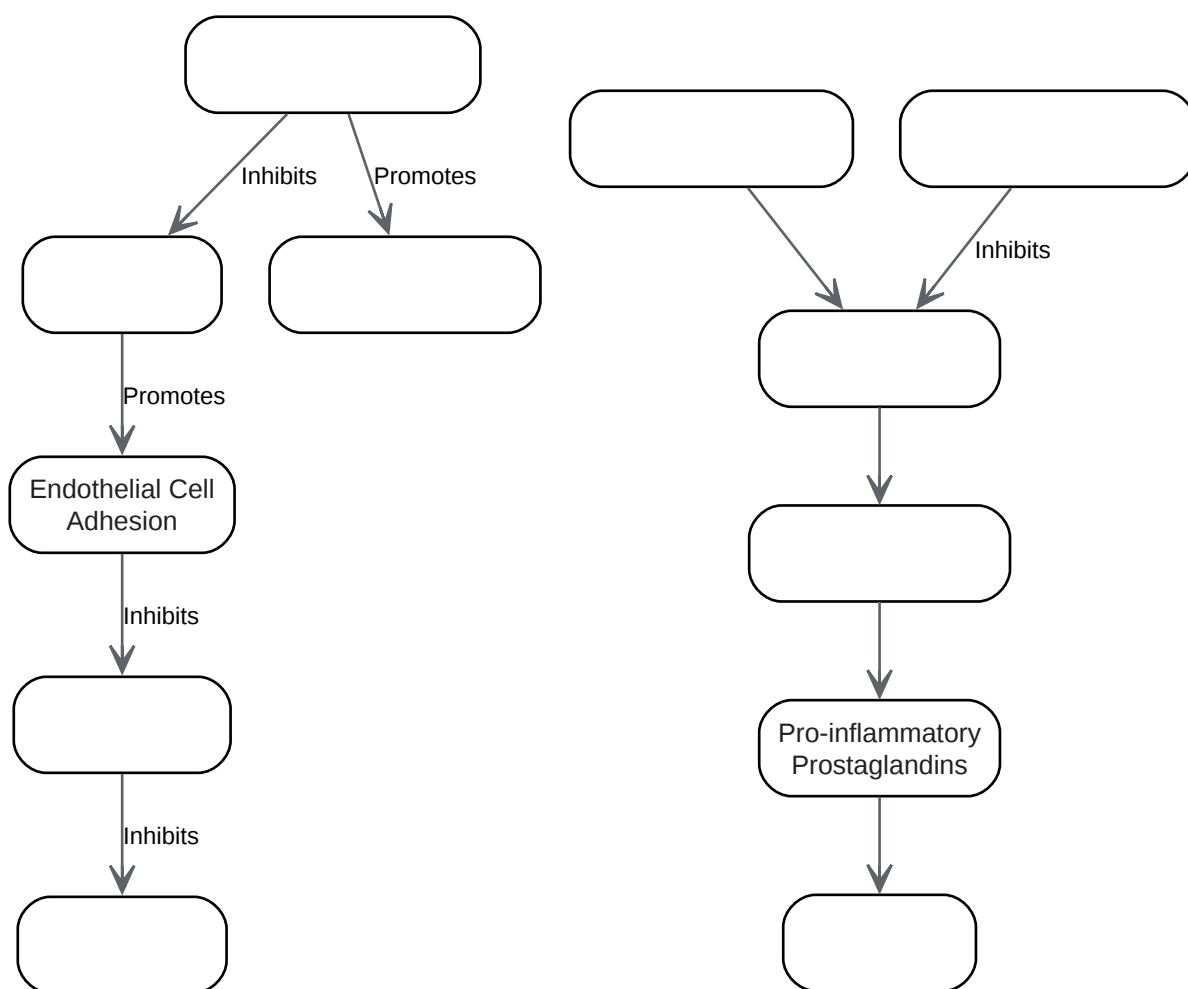 Inhibits
Promotes
Inhibits
Promotes
Endothelial Cell
Adhesion
Inhibits
Pro-inflammatory
Prostaglandins
Inhibits